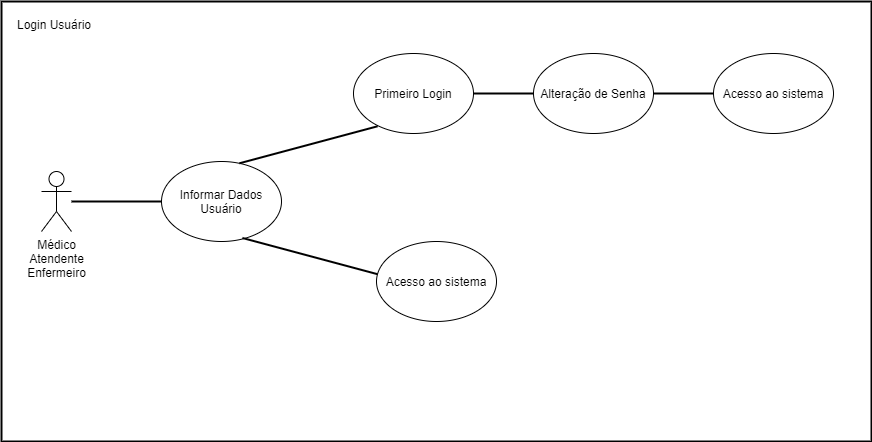 Login Usuário
Primeiro Login
Alteração de Senha
Acesso ao sistema
Informar Dados
Usuário
Médico
Atendente
Enfermeiro
Acesso ao sistema